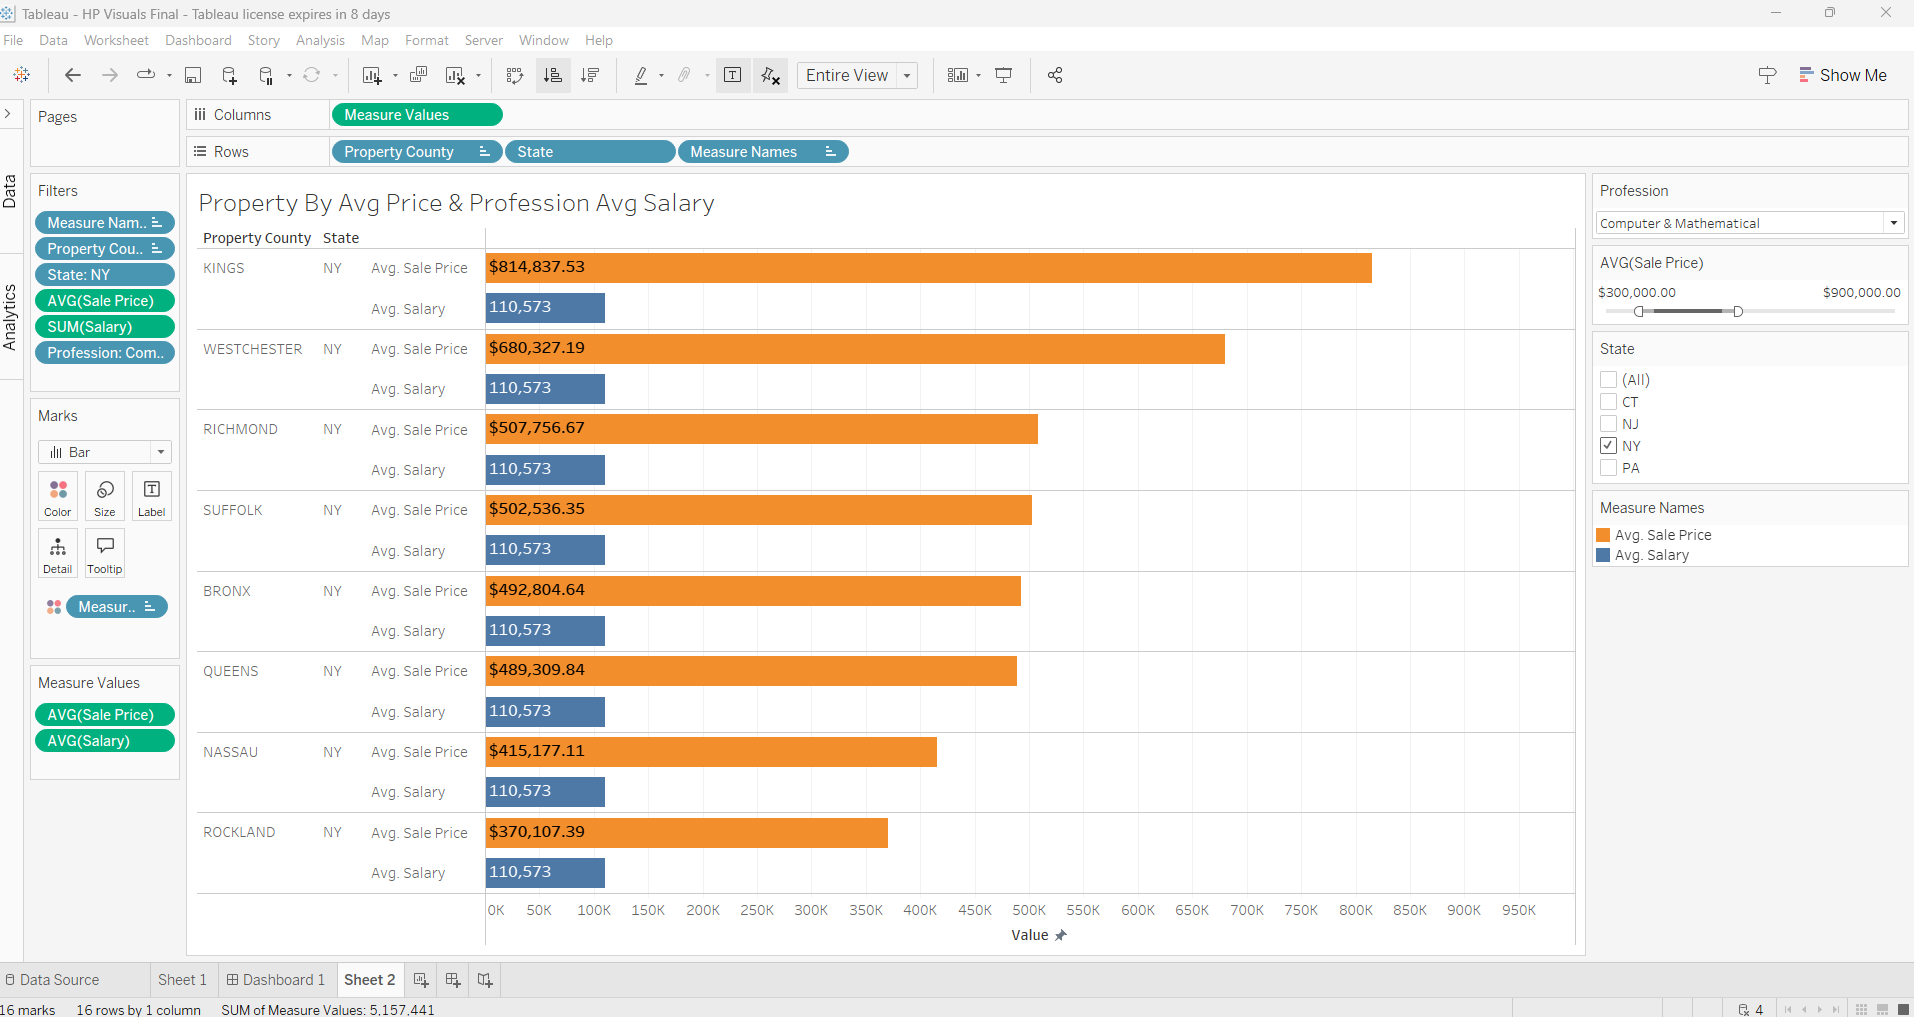 Tableau - HP Visuals Final - Tableau license expires in 8 days
File Data Worksheet Dashboard Story Analysis Map Format Server Window Help
Entire View
Show Me
Data
Analytics
Pages
Filters
Measure Nam..
Property Cou..
State: NY
AVG(Sale Price)
SUM(Salary)
Profession: Com..
Marks
Bar
Color Size Label
Detail Tooltip
Measur..
Measure Values
AVG(Sale Price)
AVG(Salary)
Columns Measure Values
Rows Property County State Measure Names
Property By Avg Price & Profession Avg Salary
Property County State
KINGS NY Avg. Sale Price $814,837.53
Avg. Salary 110,573
WESTCHESTER NY Avg. Sale Price $680,327.19
Avg. Salary 110,573
RICHMOND NY Avg. Sale Price $507,756.67
Avg. Salary 110,573
SUFFOLK NY Avg. Sale Price $502,536.35
Avg. Salary 110,573
BRONX NY Avg. Sale Price $492,804.64
Avg. Salary 110,573
QUEENS NY Avg. Sale Price $489,309.84
Avg. Salary 110,573
NASSAU NY Avg. Sale Price $415,177.11
Avg. Salary 110,573
ROCKLAND NY Avg. Sale Price $370,107.39
Avg. Salary 110,573
0K 50K 100K 150K 200K 250K 300K 350K 400K 450K 500K 550K 600K 650K 700K 750K 800K 850K 900K 950K
Value
Profession
Computer & Mathematical
AVG(Sale Price)
$300,000.00 $900,000.00
State
(All)
CT
NJ
NY
PA
Measure Names
Avg. Sale Price
Avg. Salary
Data Source Sheet 1 Dashboard 1 Sheet 2
16 marks 16 rows by 1 column SUM of Measure Values: 5,157,441 4